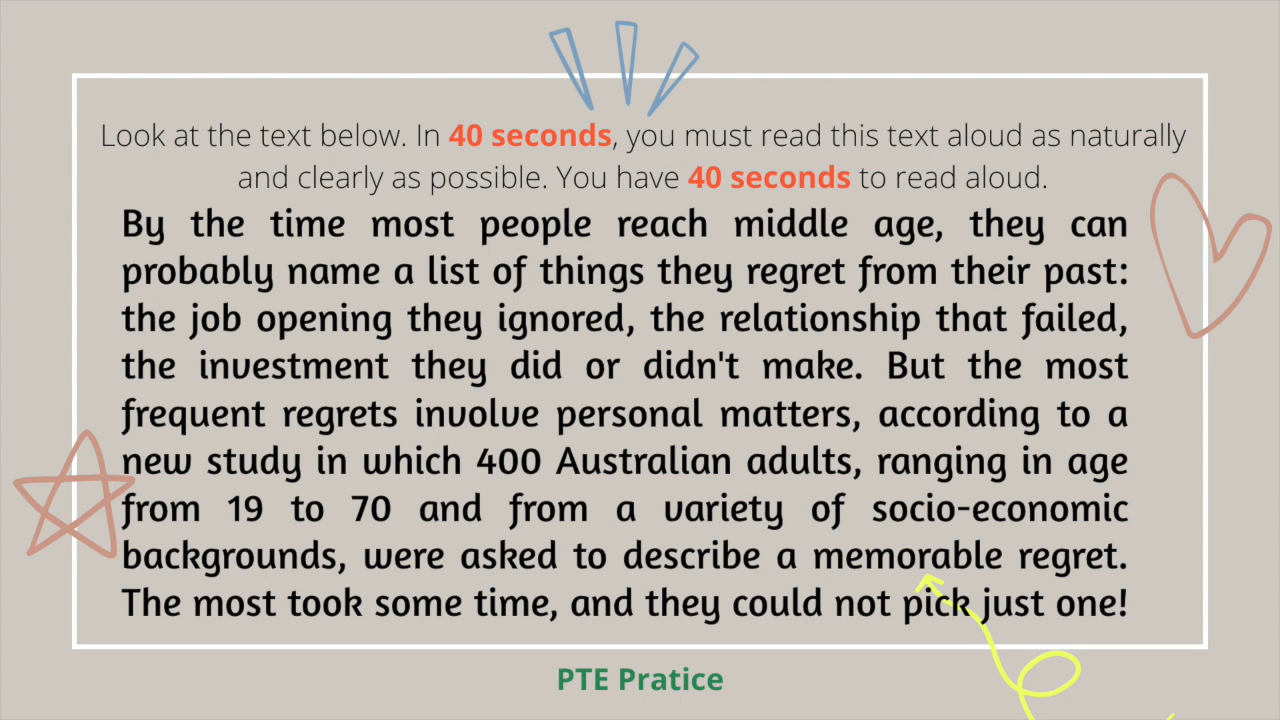 Look at the text below. In 40 seconds, you must read this text aloud as naturally
and clearly as possible. You have 40 seconds to read aloud.
By the time most people reach middle age, they can
probably name a list of things they regret from their past:
the job opening they ignored, the relationship that failed,
the investment they did or didn't make. But the most
frequent regrets involve personal matters, according to a
new study in which 400 Australian adults, ranging in age
from 19 to 70 and from a variety of socio-economic
backgrounds, were asked to describe a memorable regret.
The most took some time, and they could not pick just one!
PTE Pratice